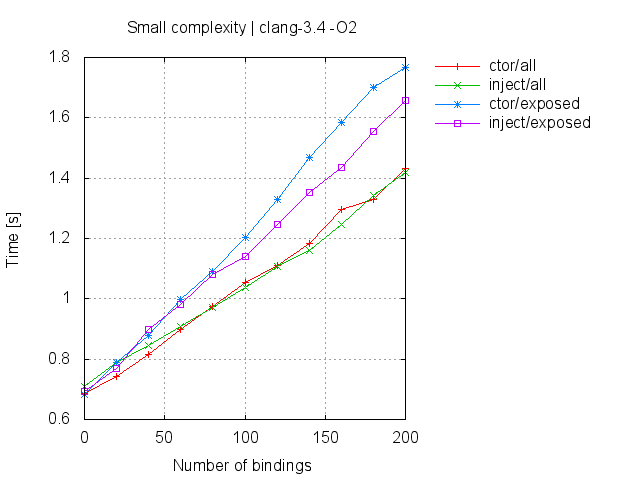 Small complexity | clang-3.4 -O2
ctor/all
inject/all
ctor/exposed
inject/exposed
Time [s]
1.8
1.6
1.4
1.2
1
0.8
0.6
0 50 100 150 200
Number of bindings